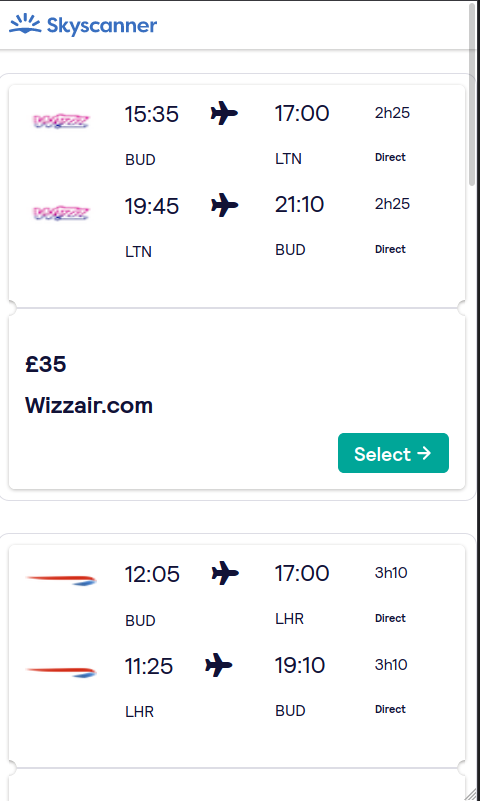 Skyscanner
WIZZ 15:35 17:00 2h25
BUD LTN Direct
WIZZ 19:45 21:10 2h25
LTN BUD Direct
£35
Wizzair.com
Select →
12:05 17:00 3h10
BUD LHR Direct
11:25 19:10 3h10
LHR BUD Direct